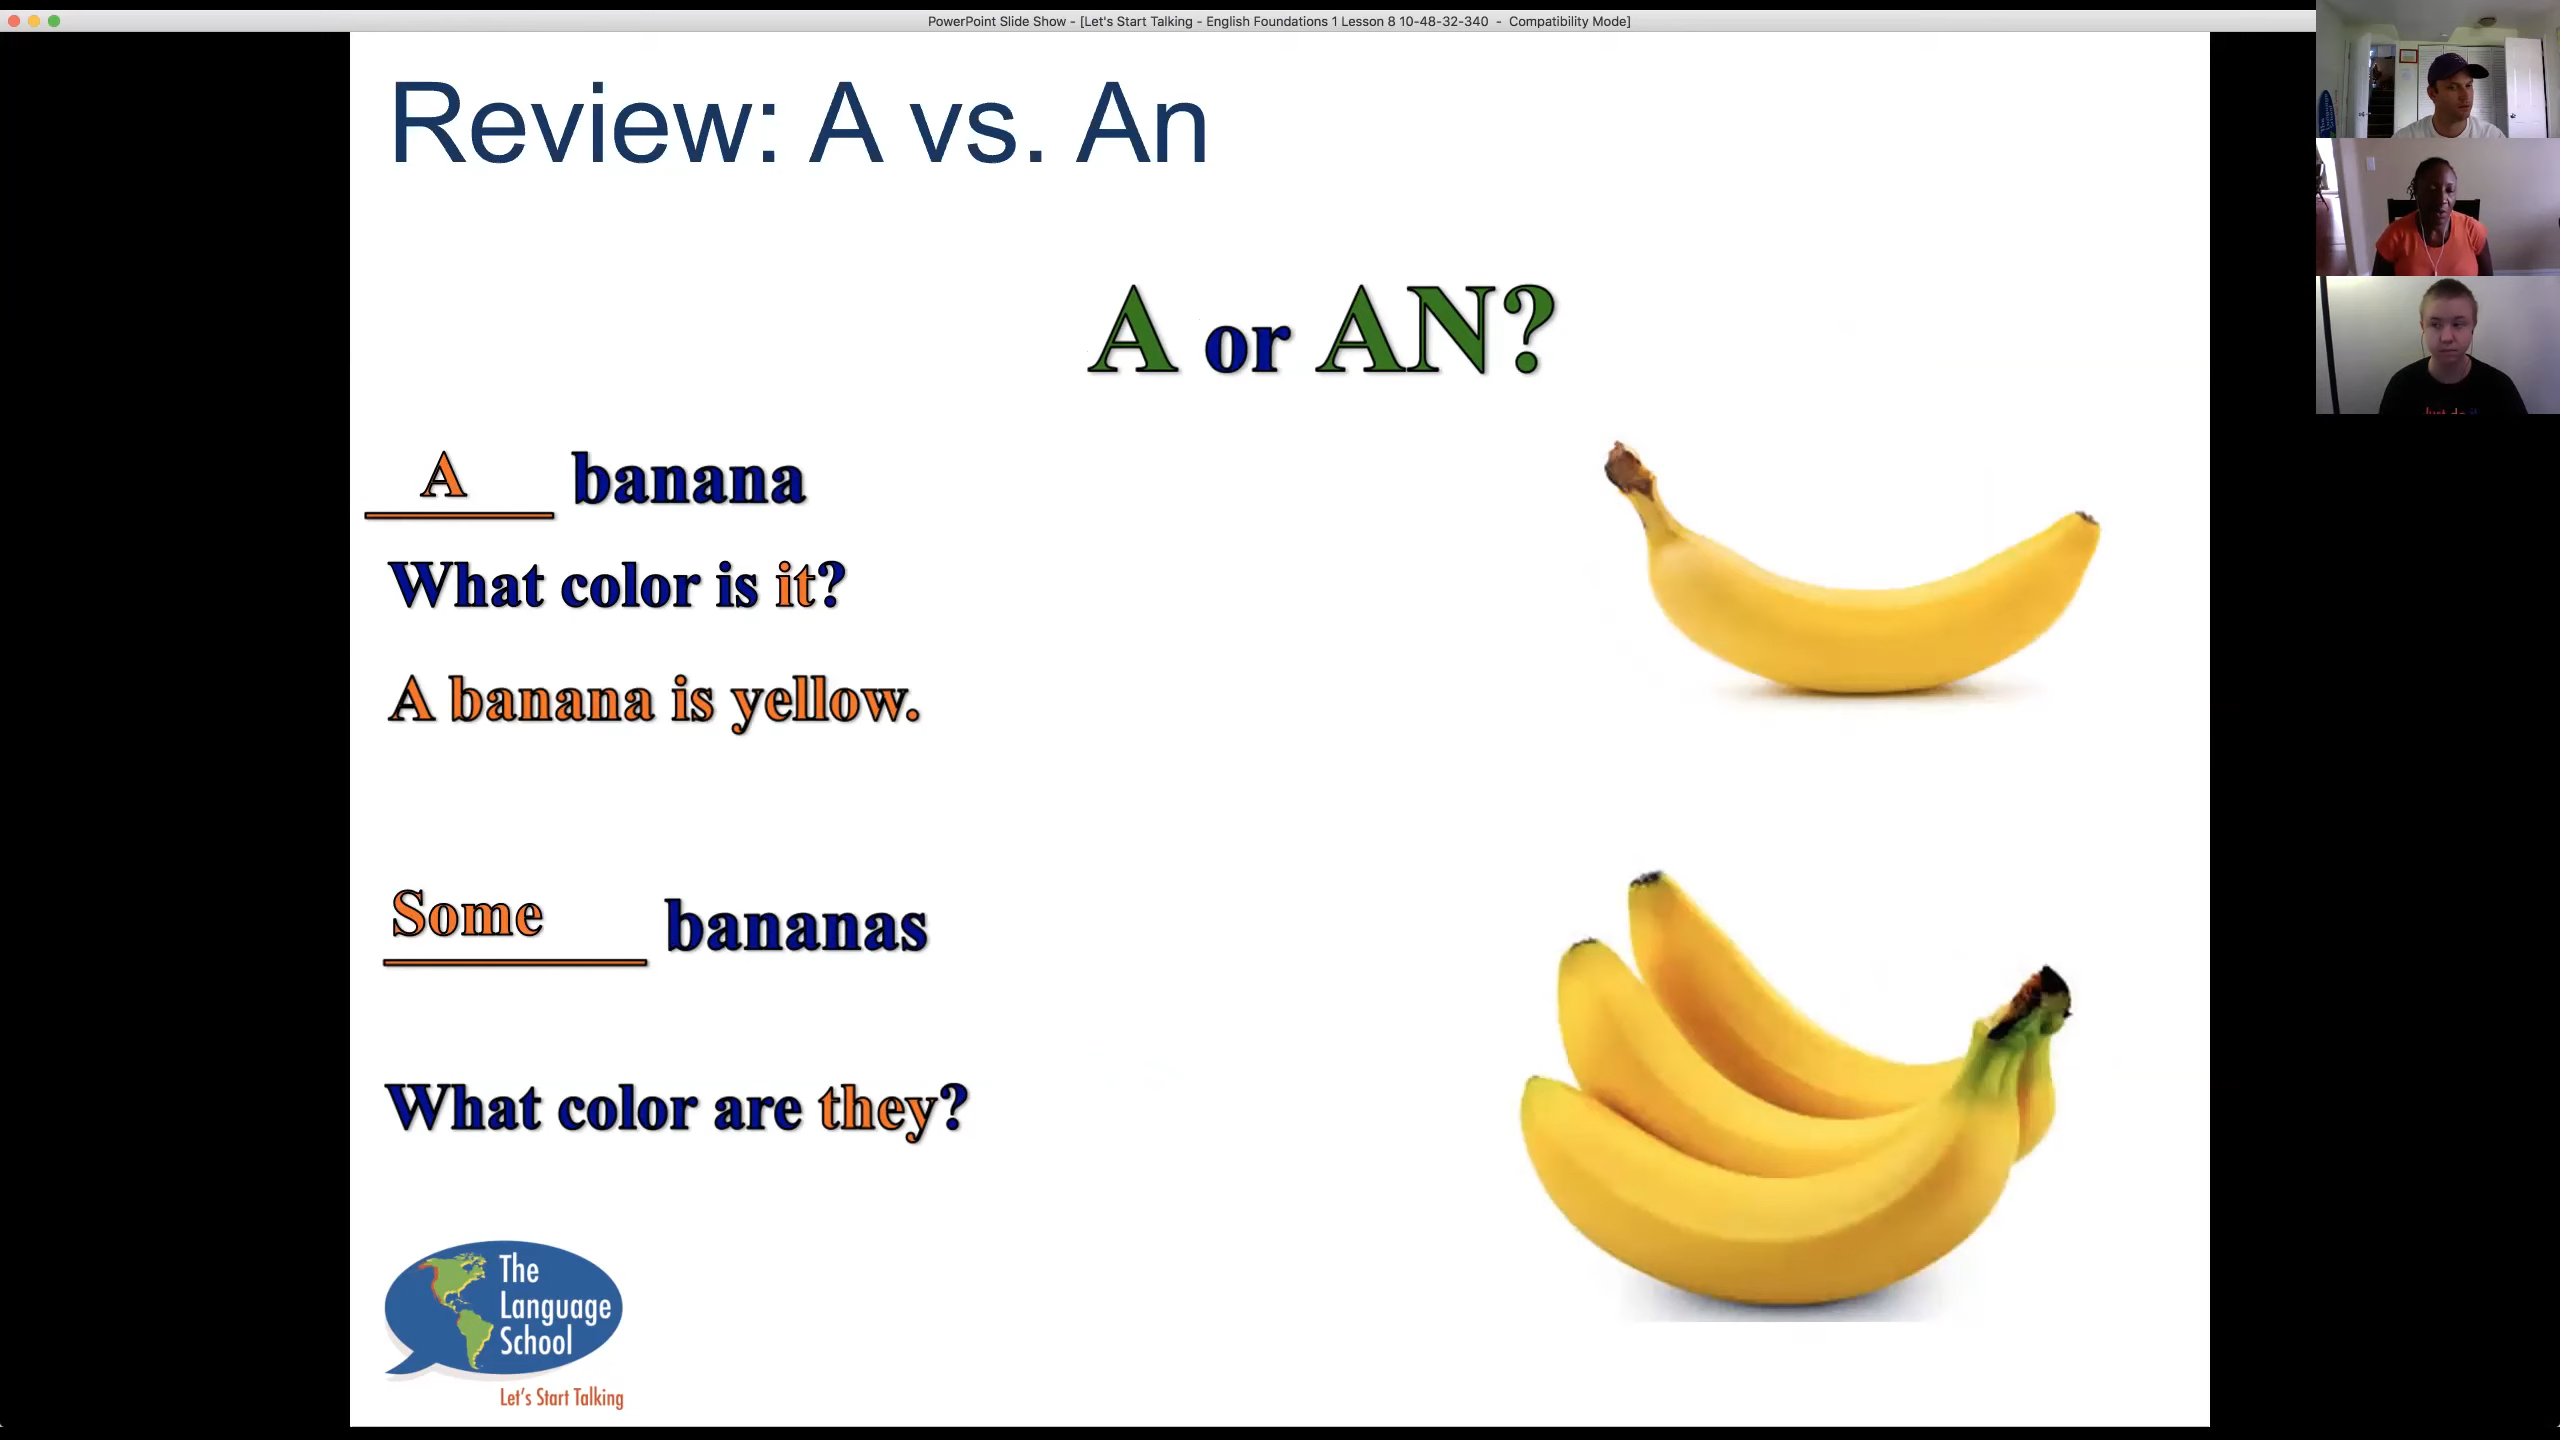 PowerPoint Slide Show - [Let's Start Talking - English Foundations 1 Lesson 8 10-48-32-340 - Compatibility Mode]
Review: A vs. An
A or AN?
A banana
What color is it?
A banana is yellow.
Some bananas
What color are they?
The
Language
School
Let's Start Talking